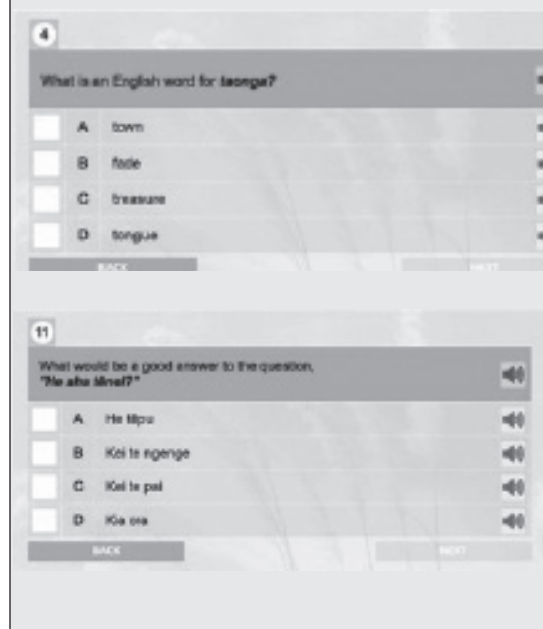 4
What is an English word for taonga?
A town
B fade
C treasure
D tongue
BACK
NEXT
11
What would be a good answer to the question,
"He aha tēnei?"
A He tēpu
B Kei te ngenge
C Kei te pai
D Kia ora
BACK
NEXT